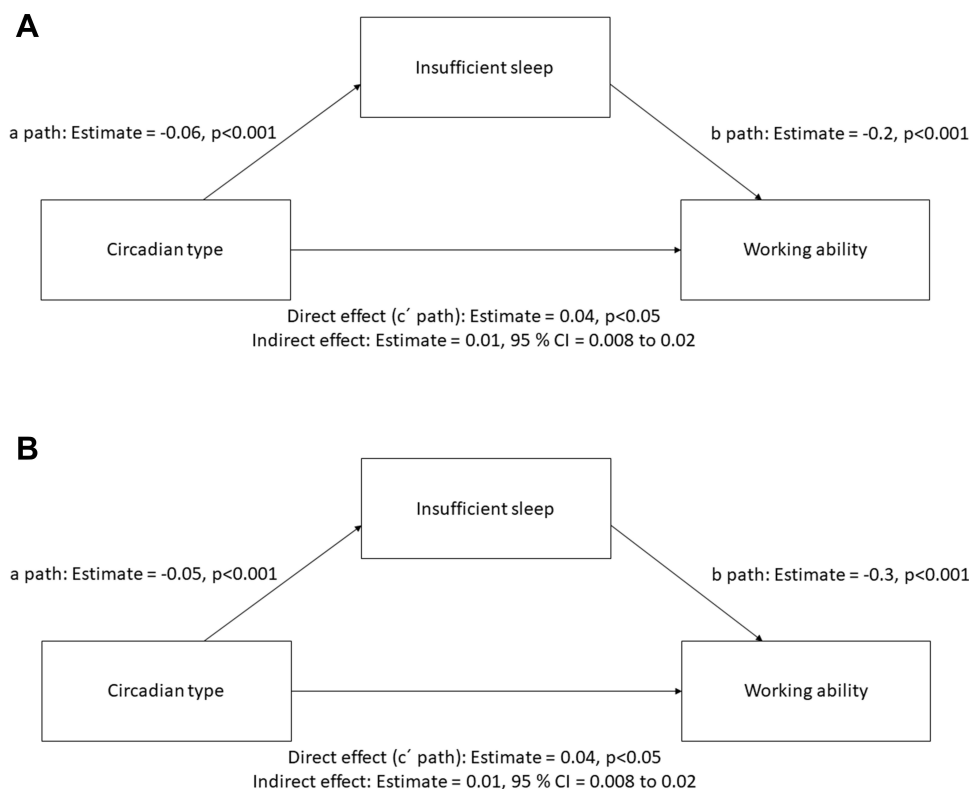 A
Insufficient sleep
a path: Estimate = -0.06, p<0.001
b path: Estimate = -0.2, p<0.001
Circadian type
Working ability
Direct effect (c´ path): Estimate = 0.04, p<0.05
Indirect effect: Estimate = 0.01, 95 % CI = 0.008 to 0.02
B
Insufficient sleep
a path: Estimate = -0.05, p<0.001
b path: Estimate = -0.3, p<0.001
Circadian type
Working ability
Direct effect (c´ path): Estimate = 0.04, p<0.05
Indirect effect: Estimate = 0.01, 95 % CI = 0.008 to 0.02